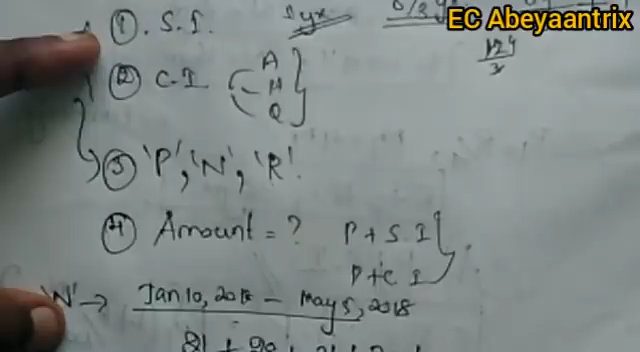 EC Abeyaantrix
① . S.I.
② C.I. A
H
Q
③ 'P', 'N', 'R'.
④ Amount = ? P + S.I
P + C.I
'N' → Jan 10, 2018 – May 5, 2018